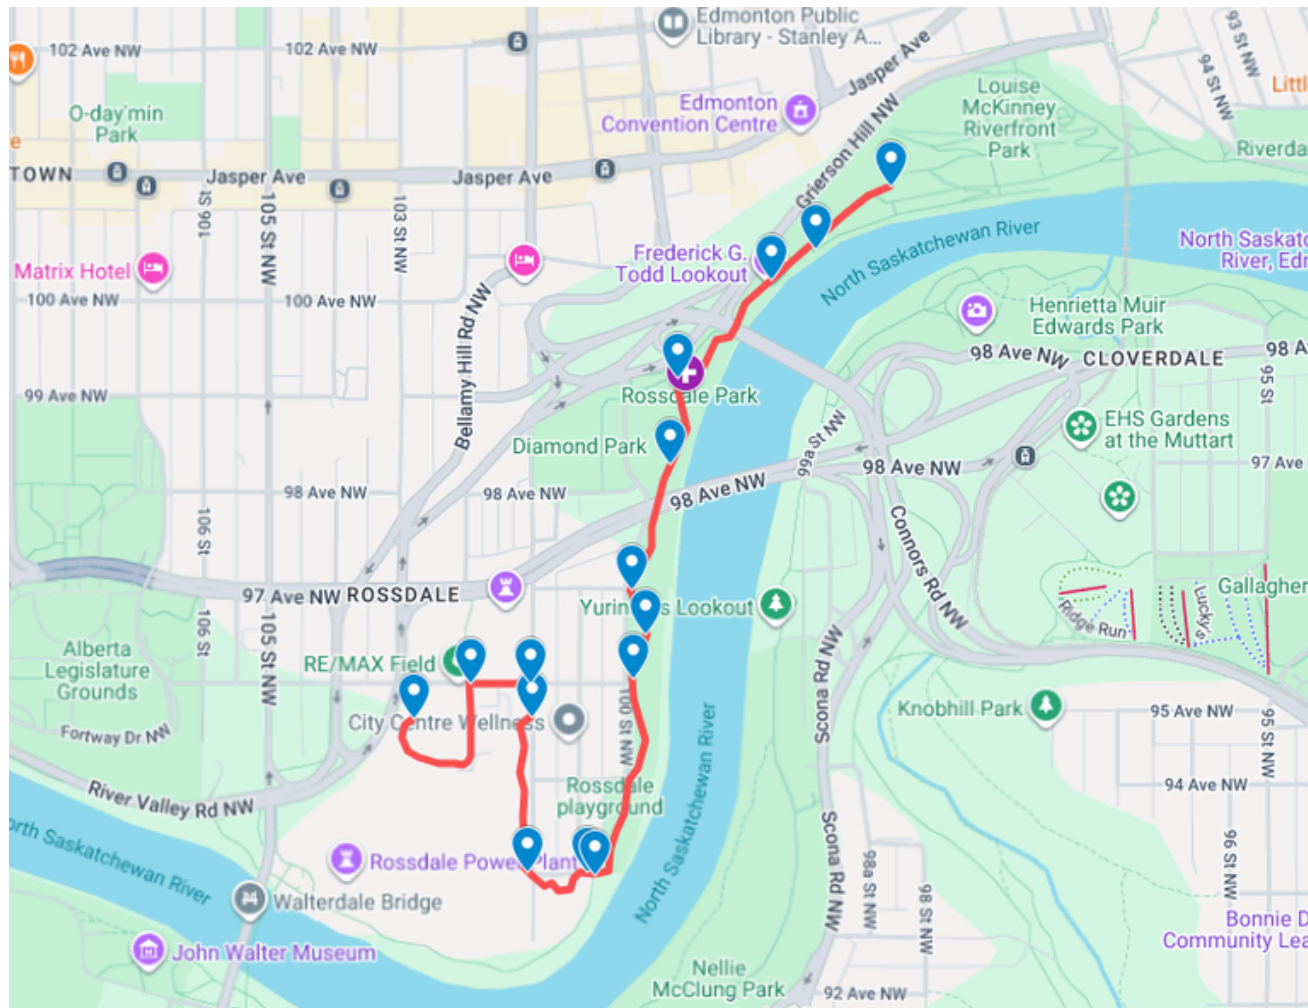 Edmonton Public
Library - Stanley A...
93 St NW
102 Ave NW
102 Ave NW
Jasper Ave
94 St NW
O-day'min
Park
Edmonton
Convention Centre
Louise
McKinney
Riverfront
Park
Littl
e
Grierson Hill NW
Riverda
TOWN
Jasper Ave
Jasper Ave
106 St
105 St NW
103 St NW
Frederick G.
Todd Lookout
North Saskatchewan River
North Saskatc
River, Edr
Matrix Hotel
100 Ave NW
100 Ave NW
Bellamy Hill Rd NW
Henrietta Muir
Edwards Park
98 Ave NW
CLOVERDALE
98 A
99 Ave NW
Rossdale Park
95 St
EHS Gardens
at the Muttart
Diamond Park
99a St NW
98 Ave NW
97 Ave
98 Ave NW
98 Ave NW
98 Ave NW
106 St
Connors Rd NW
97 Ave NW
ROSSDALE
Gallagher
Ridge Run
Lucky's
106 St
105 St NW
Scona Rd NW
Alberta
Legislature
Grounds
RE/MAX Field
City Centre Wellness
Knobhill Park
95 Ave NW
95 St NW
Fortway Dr NW
100 St NW
North Saskatchewan River
River Valley Rd NW
Rossdale
playground
94 Ave NW
orth Saskatchewan River
Rossdale Power Plant
Scona Rd NW
98a St NW
96 St NW
98 St NW
Walterdale Bridge
Bonnie D
Community Lea
John Walter Museum
Nellie
McClung Park
92 Ave NW